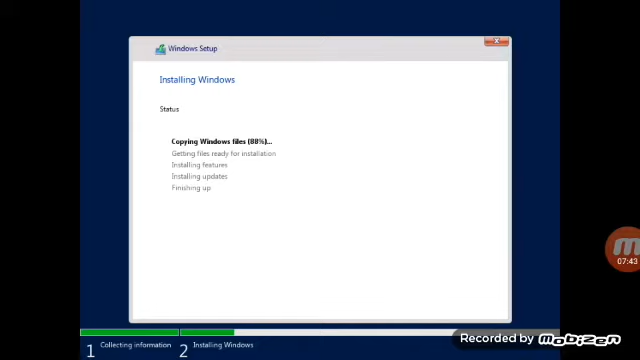 Windows Setup
Installing Windows
Status
Copying Windows files (88%)...
Getting files ready for installation
Installing features
Installing updates
Finishing up
07:43
Recorded by MOBIZEN
1 Collecting information
2 Installing Windows